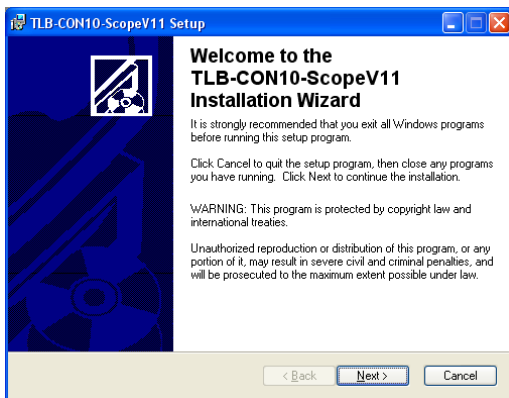 TLB-CON10-ScopeV11 Setup
Welcome to the
TLB-CON10-ScopeV11
Installation Wizard
It is strongly recommended that you exit all Windows programs
before running this setup program.
Click Cancel to quit the setup program, then close any programs
you have running. Click Next to continue the installation.
WARNING: This program is protected by copyright law and
international treaties.
Unauthorized reproduction or distribution of this program, or any
portion of it, may result in severe civil and criminal penalties, and
will be prosecuted to the maximum extent possible under law.
< Back Next > Cancel